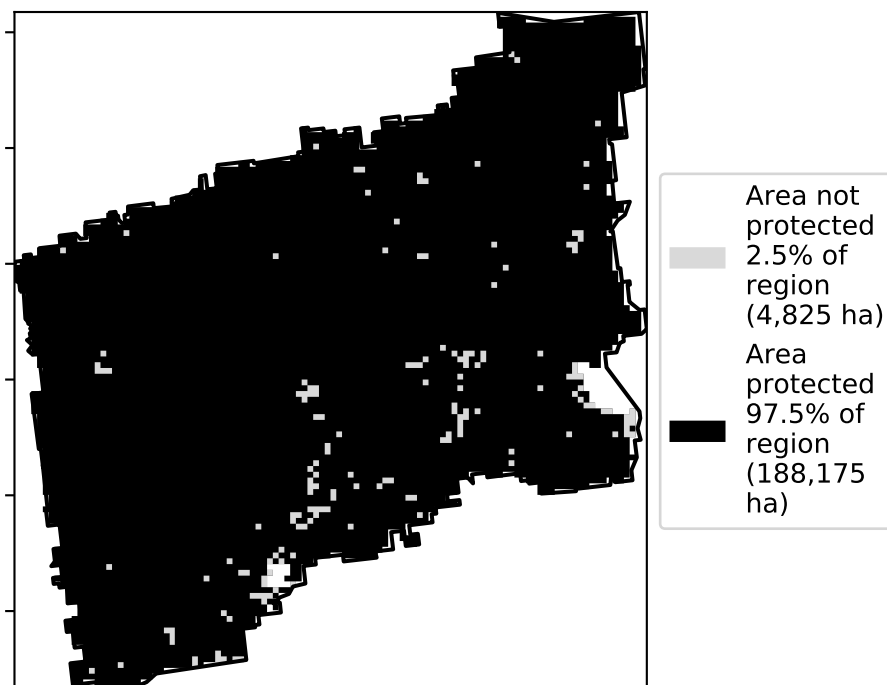 Area not
protected
2.5% of
region
(4,825 ha)
Area
protected
97.5% of
region
(188,175
ha)